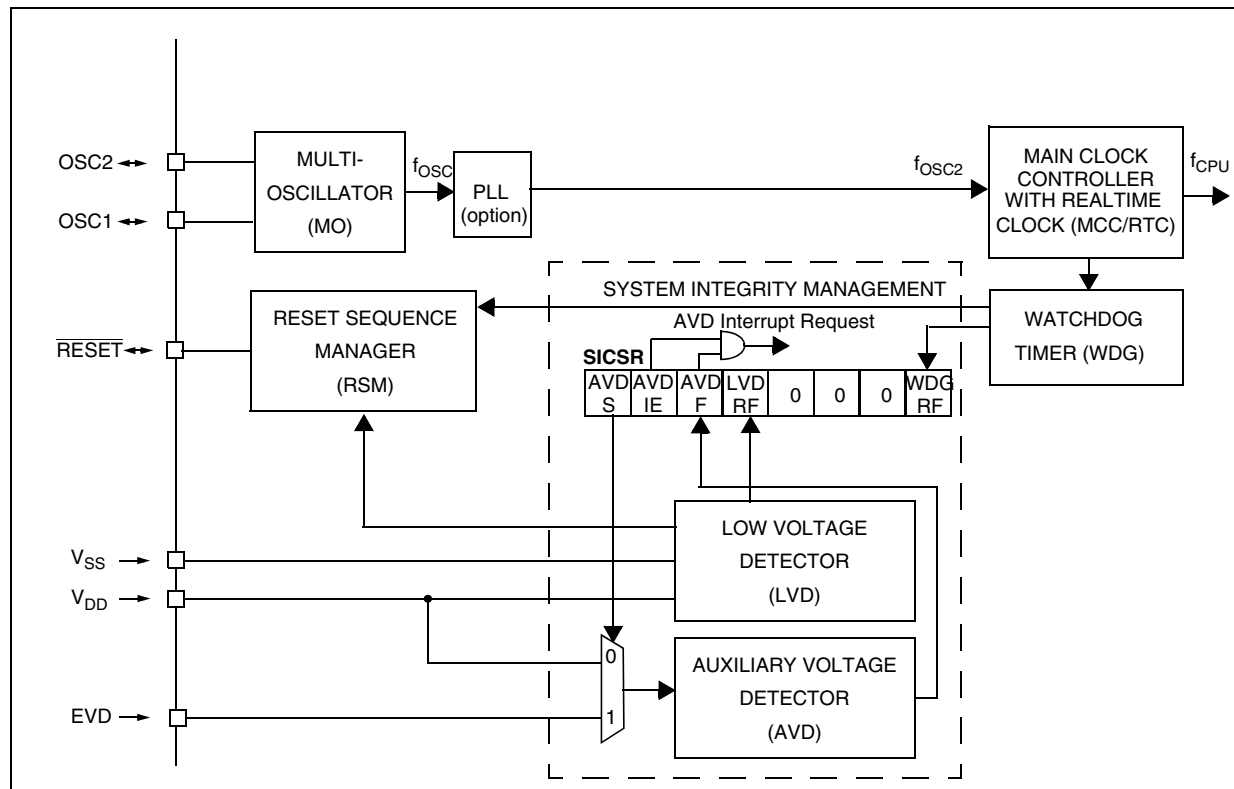 OSC2
OSC1
MULTI-
OSCILLATOR
(MO)
fOSC
PLL
(option)
fOSC2
MAIN CLOCK
CONTROLLER
WITH REALTIME
CLOCK (MCC/RTC)
fCPU
SYSTEM INTEGRITY MANAGEMENT
RESET
RESET SEQUENCE
MANAGER
(RSM)
AVD Interrupt Request
WATCHDOG
TIMER (WDG)
SICSR
AVD
S
AVD
IE
AVD
F
LVD
RF
0
0
0
WDG
RF
VSS
VDD
LOW VOLTAGE
DETECTOR
(LVD)
0
1
EVD
AUXILIARY VOLTAGE
DETECTOR
(AVD)